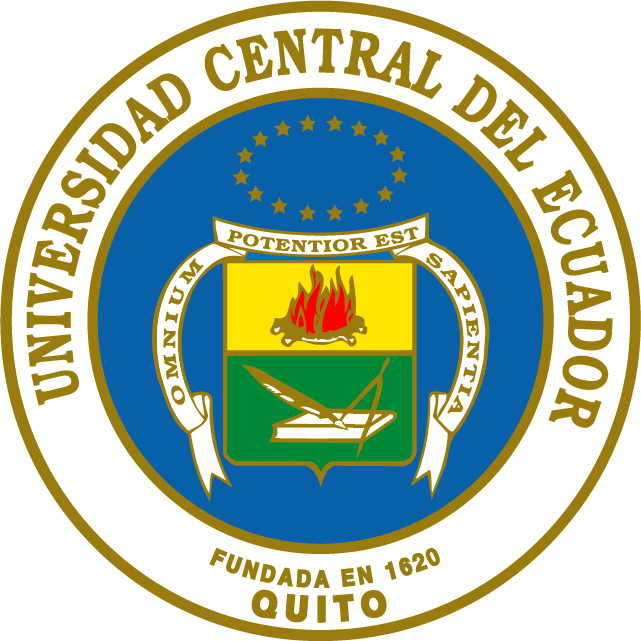 UNIVERSIDAD CENTRAL DEL ECUADOR
OMNIUM POTENTIOR EST SAPIENTIA
FUNDADA EN 1620
QUITO